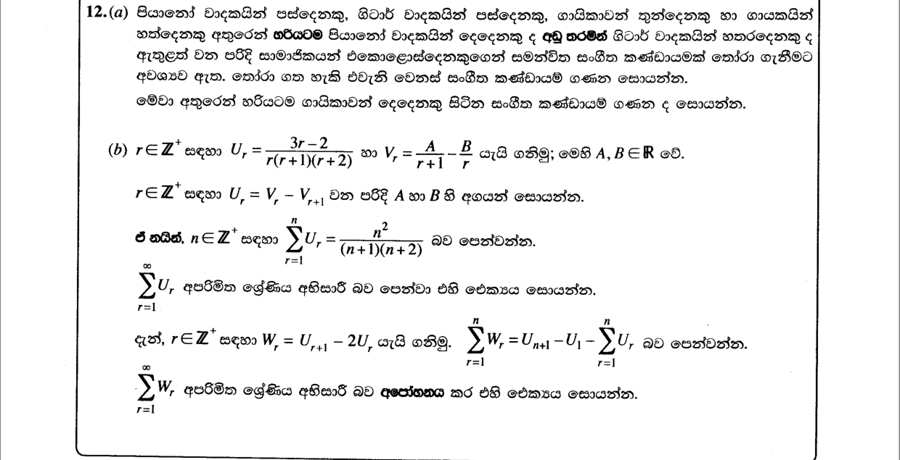 12.(a) පියානෝ වාදකයින් පස්දෙනකු, ගිටාර් වාදකයින් පස්දෙනකු, ගායිකාවන් තුන්දෙනකු හා ගායකයින්
හත්දෙනකු අතුරෙන් හරියටම පියානෝ වාදකයින් දෙදෙනකු ද අඩු තරමින් ගිටාර් වාදකයින් හතරදෙනකු ද
ඇතුළත් වන පරිදි සාමාජිකයන් එකොළොස්දෙනකුගෙන් සමන්විත සංගීත කණ්ඩායමක් තෝරා ගැනීමට
අවශ්‍යව ඇත. තෝරා ගත හැකි එවැනි වෙනස් සංගීත කණ්ඩායම් ගණන සොයන්න.
මේවා අතුරෙන් හරියටම ගායිකාවන් දෙදෙනකු සිටින සංගීත කණ්ඩායම් ගණන ද සොයන්න.
(b) r∈ℤ⁺ සඳහා U_r = (3r−2)/(r(r+1)(r+2)) හා V_r = A/(r+1) − B/r යැයි ගනිමු; මෙහි A, B∈ℝ වේ.
r∈ℤ⁺ සඳහා U_r = V_r − V_{r+1} වන පරිදි A හා B හි අගයන් සොයන්න.
ඒ නයින්, n∈ℤ⁺ සඳහා ∑_{r=1}^{n} U_r = n²/((n+1)(n+2)) බව පෙන්වන්න.
∑_{r=1}^{∞} U_r අපරිමිත ශ්‍රේණිය අභිසාරී බව පෙන්වා එහි ඓක්‍යය සොයන්න.
දැන්, r∈ℤ⁺ සඳහා W_r = U_{r+1} − 2U_r යැයි ගනිමු. ∑_{r=1}^{n} W_r = U_{n+1} − U_1 − ∑_{r=1}^{n} U_r බව පෙන්වන්න.
∑_{r=1}^{∞} W_r අපරිමිත ශ්‍රේණිය අභිසාරී බව අපෝහනය කර එහි ඓක්‍යය සොයන්න.